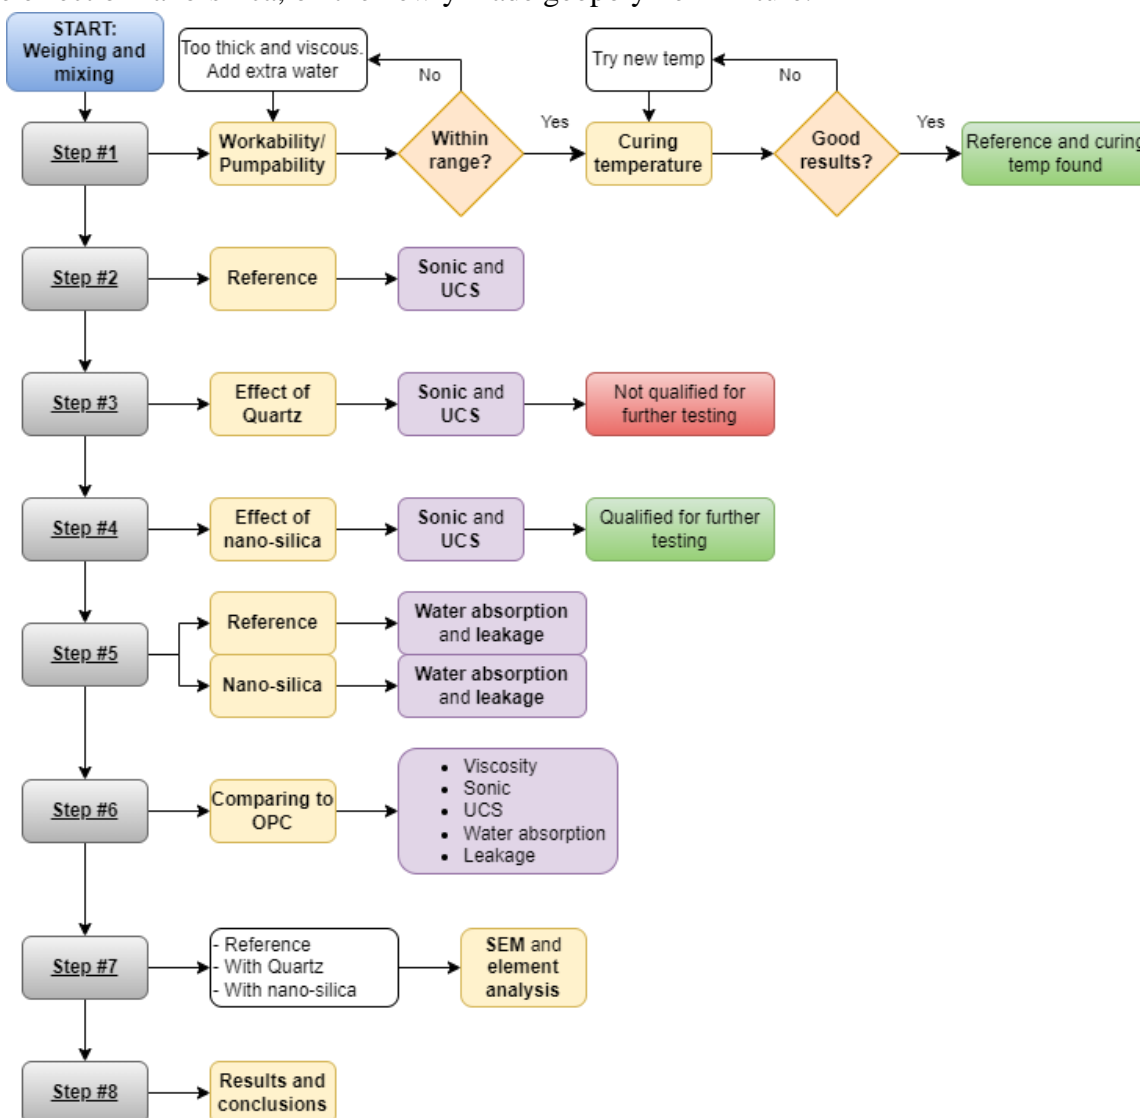 START:
Weighing and
mixing
Too thick and viscous.
Add extra water
No
Try new temp
No
Step #1
Workability/
Pumpability
Within
range?
Yes
Curing
temperature
Good
results?
Yes
Reference and curing
temp found
Step #2
Reference
Sonic and
UCS
Step #3
Effect of
Quartz
Sonic and
UCS
Not qualified for
further testing
Step #4
Effect of
nano-silica
Sonic and
UCS
Qualified for further
testing
Step #5
Reference
Water absorption
and leakage
Nano-silica
Water absorption
and leakage
Step #6
Comparing to
OPC
• Viscosity
• Sonic
• UCS
• Water absorption
• Leakage
Step #7
- Reference
- With Quartz
- With nano-silica
SEM and
element
analysis
Step #8
Results and
conclusions